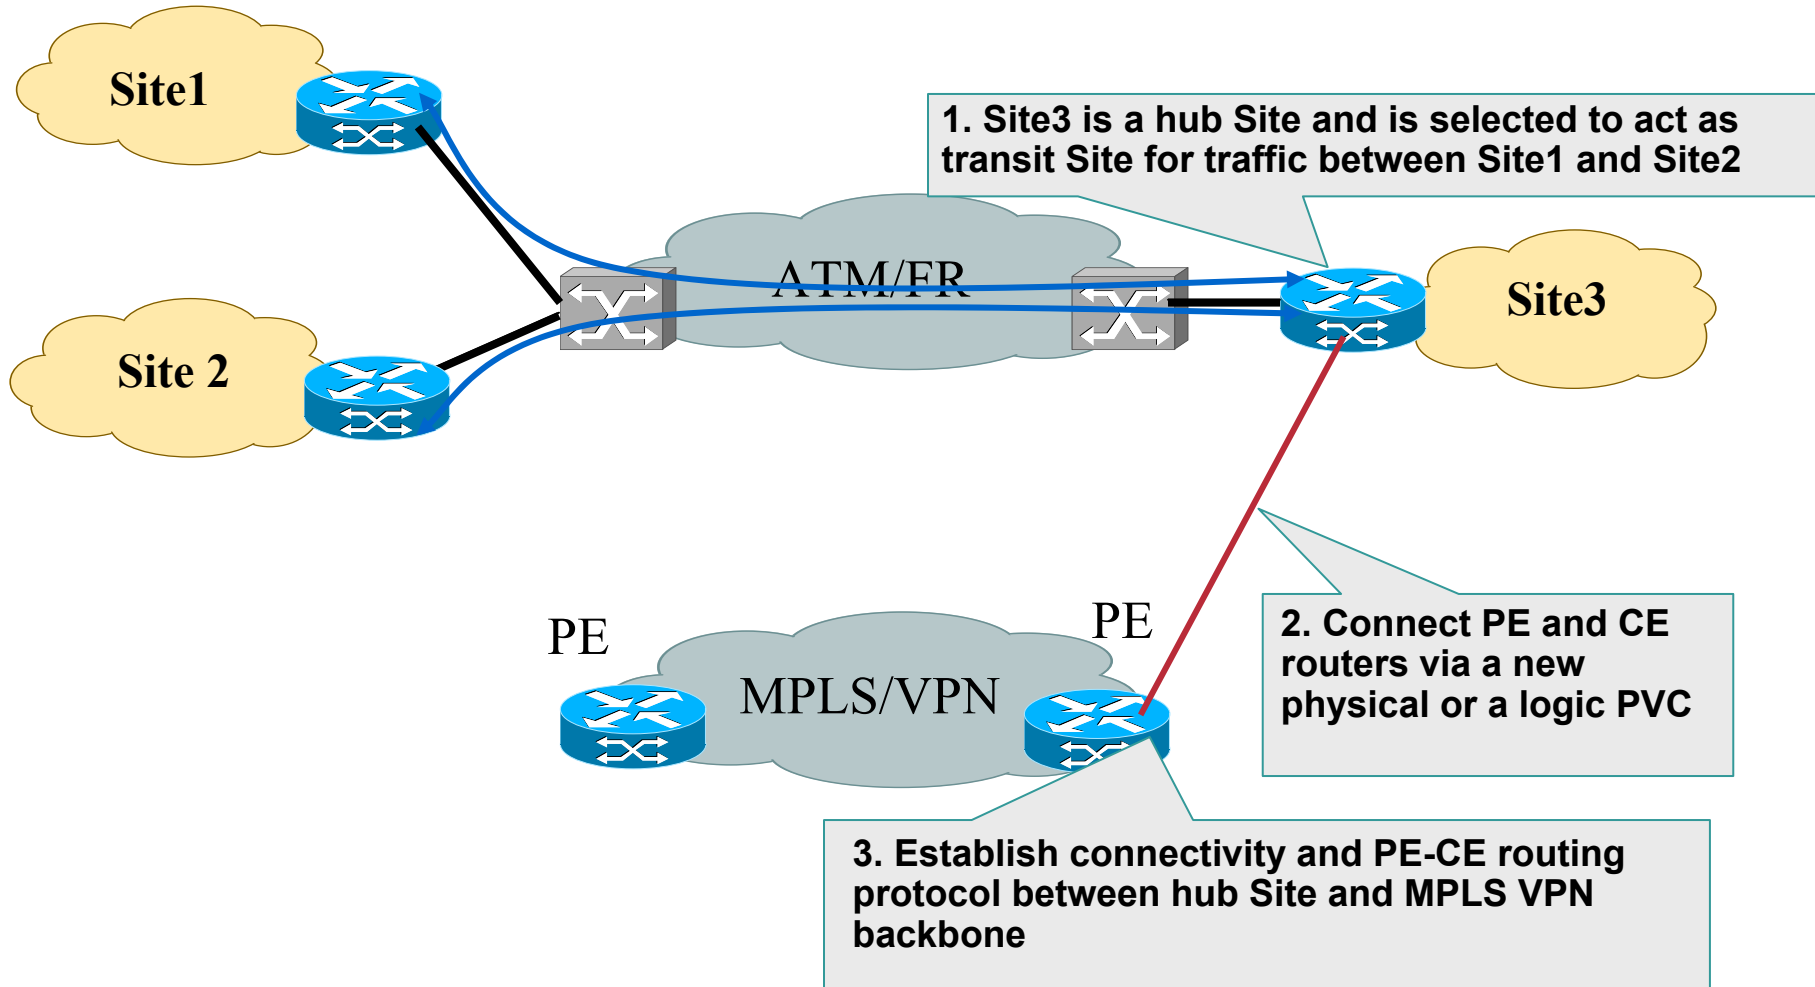 Site1
1. Site3 is a hub Site and is selected to act as
transit Site for traffic between Site1 and Site2
ATM/FR
Site3
Site 2
PE
PE
MPLS/VPN
2. Connect PE and CE
routers via a new
physical or a logic PVC
3. Establish connectivity and PE-CE routing
protocol between hub Site and MPLS VPN
backbone